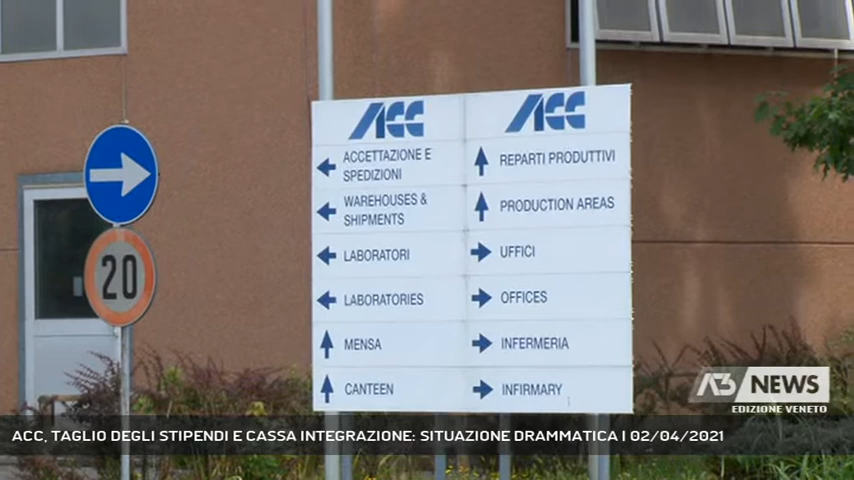 ACC
ACCETTAZIONE E
SPEDIZIONI
WAREHOUSES &
SHIPMENTS
LABORATORI
LABORATORIES
MENSA
CANTEEN
ACC
REPARTI PRODUTTIVI
PRODUCTION AREAS
UFFICI
OFFICES
INFERMERIA
INFIRMARY
20
A3 NEWS
EDIZIONE VENETO
ACC, TAGLIO DEGLI STIPENDI E CASSA INTEGRAZIONE: SITUAZIONE DRAMMATICA | 02/04/2021